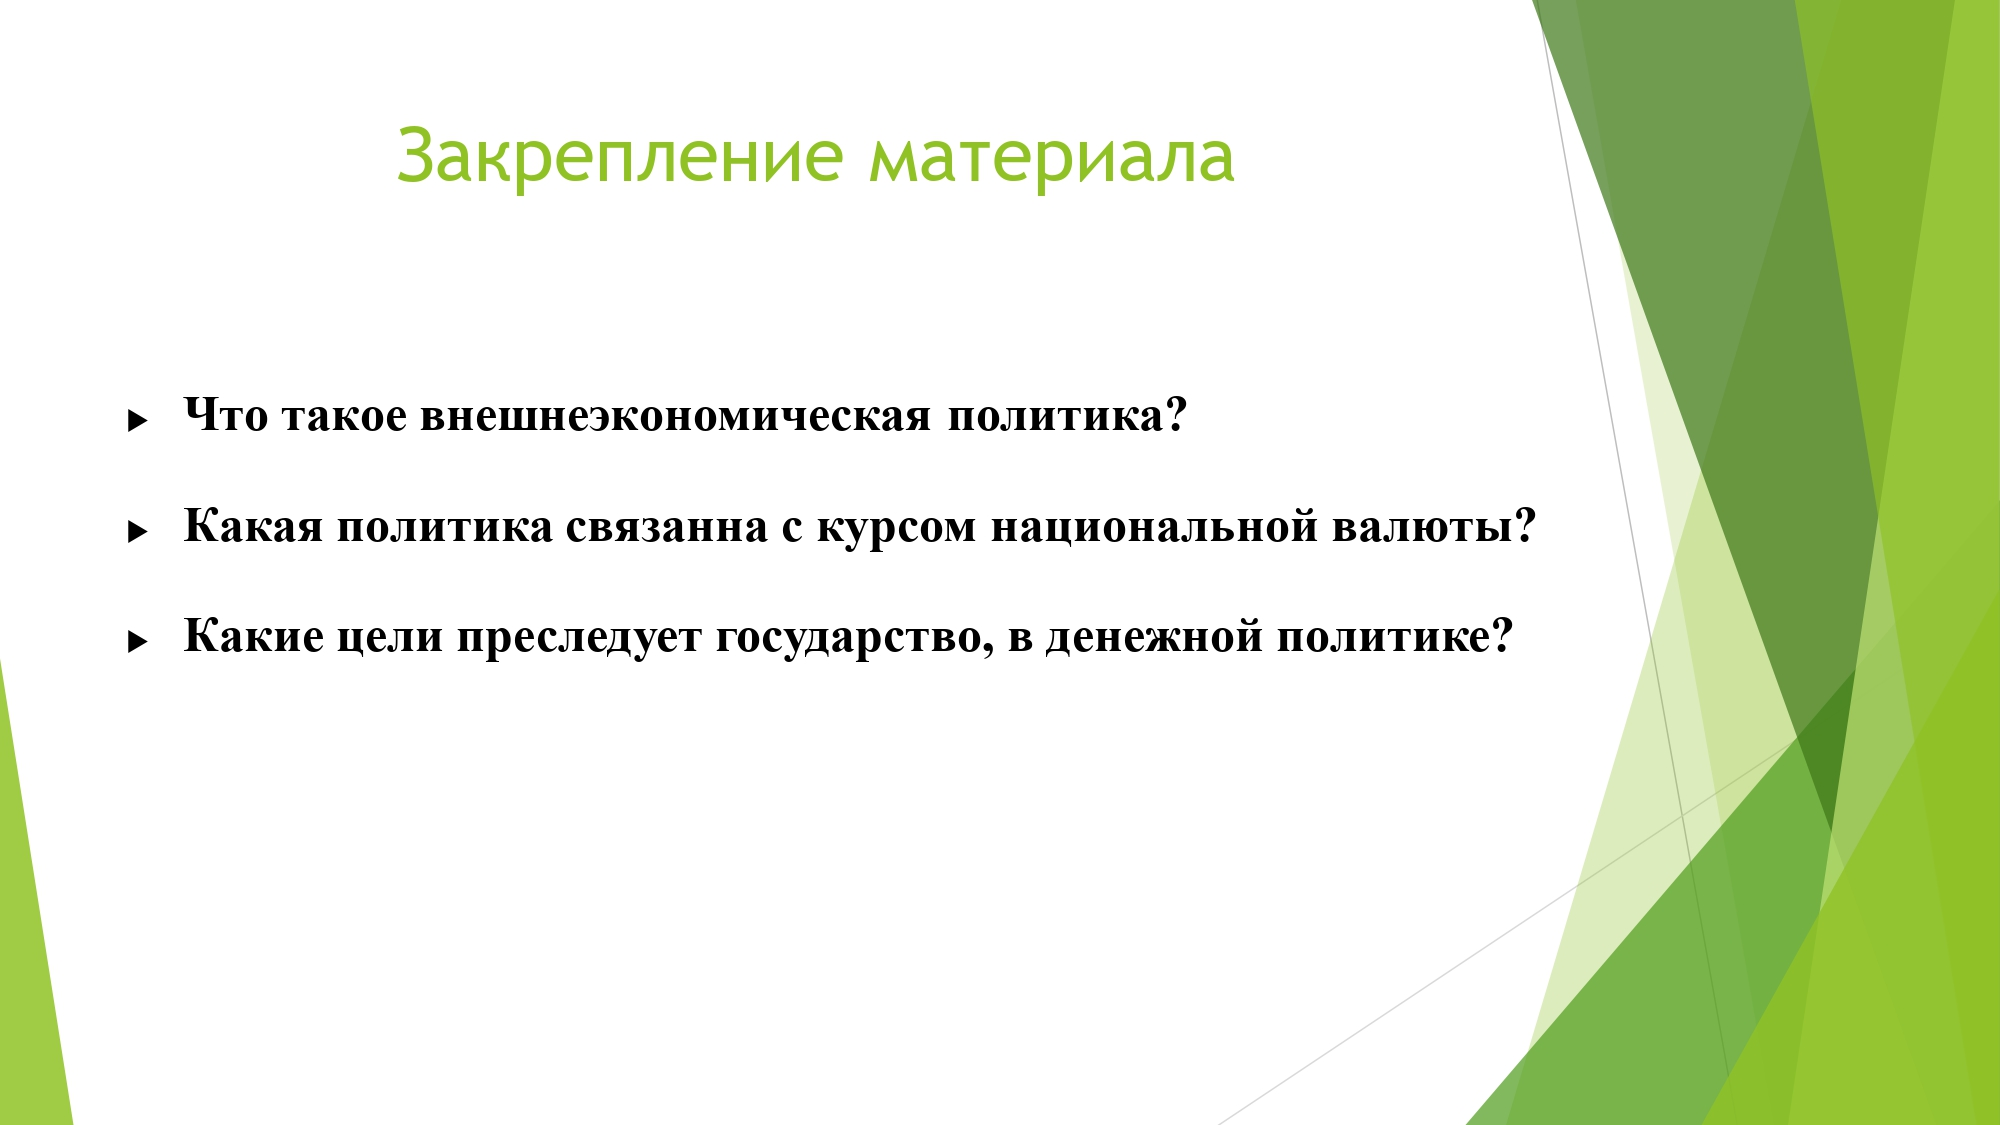 Закрепление материала
Что такое внешнеэкономическая политика?
Какая политика связанна с курсом национальной валюты?
Какие цели преследует государство, в денежной политике?